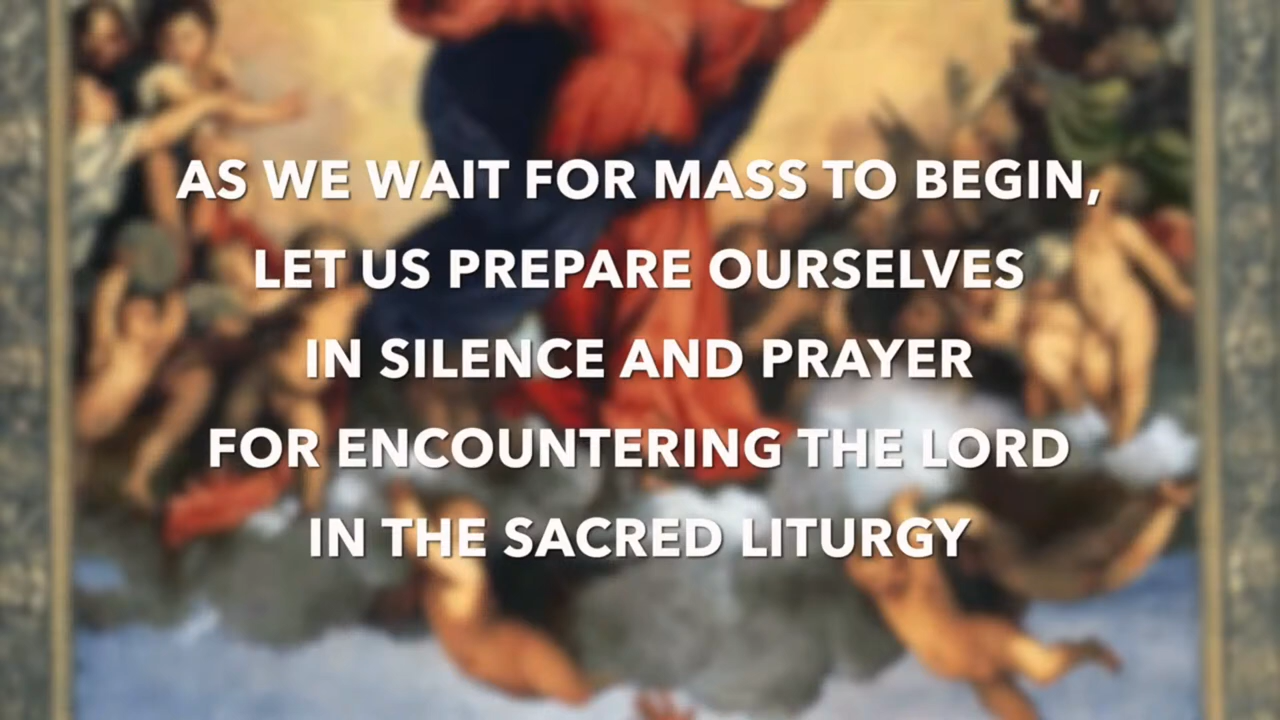 AS WE WAIT FOR MASS TO BEGIN,
LET US PREPARE OURSELVES
IN SILENCE AND PRAYER
FOR ENCOUNTERING THE LORD
IN THE SACRED LITURGY